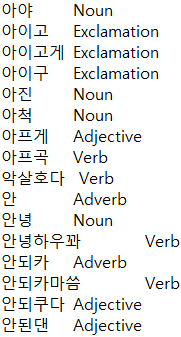 아야 Noun
아이고 Exclamation
아이고게 Exclamation
아이구 Exclamation
아진 Noun
아척 Noun
아프게 Adjective
아프곡 Verb
악살호다 Verb
안 Adverb
안녕 Noun
안녕하우꽈 Verb
안되카 Adverb
안되카마씀 Verb
안되쿠다 Adjective
안된댄 Adjective